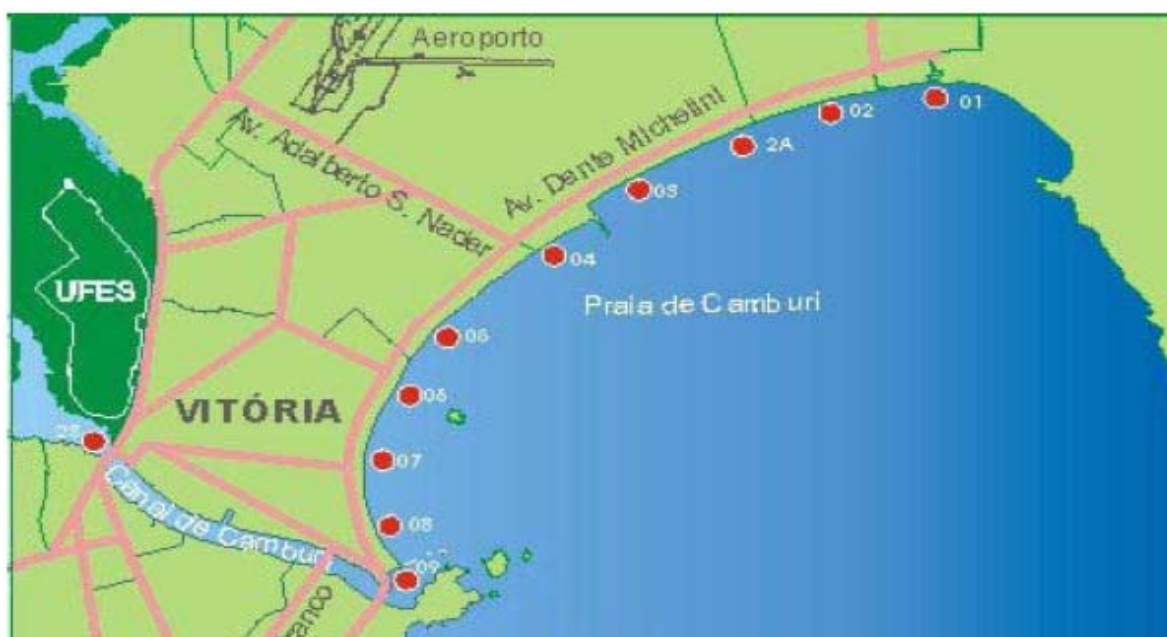 Aeroporto
01
02
2A
Av. Dante Michelini
03
Av. Adalberto S. Nader
04
Praia de Camburi
UFES
06
VITÓRIA
07
08
Canal de Camburi
09